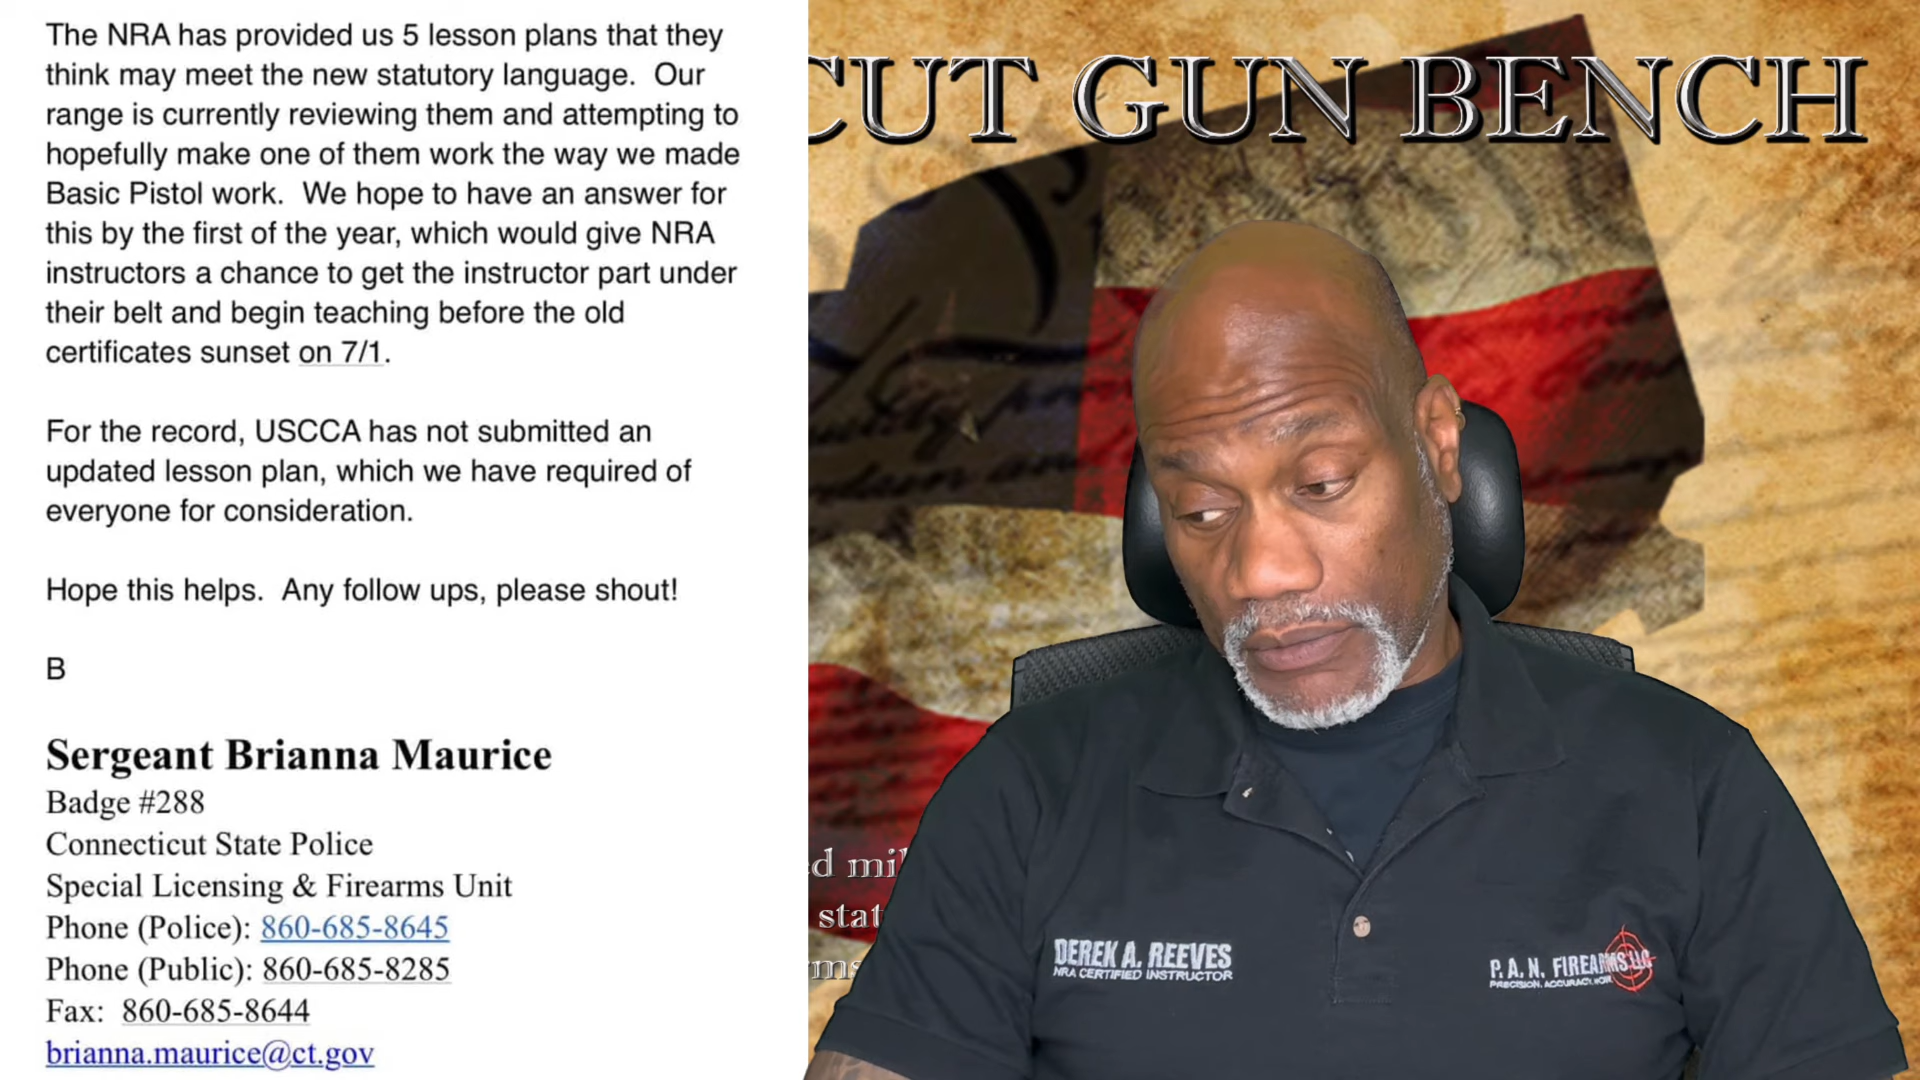 The NRA has provided us 5 lesson plans that they
think may meet the new statutory language.  Our
range is currently reviewing them and attempting to
hopefully make one of them work the way we made
Basic Pistol work.  We hope to have an answer for
this by the first of the year, which would give NRA
instructors a chance to get the instructor part under
their belt and begin teaching before the old
certificates sunset on 7/1.
For the record, USCCA has not submitted an
updated lesson plan, which we have required of
everyone for consideration.
Hope this helps.  Any follow ups, please shout!
B
Sergeant Brianna Maurice
Badge #288
Connecticut State Police
Special Licensing & Firearms Unit
Phone (Police): 860-685-8645
Phone (Public): 860-685-8285
Fax:  860-685-8644
brianna.maurice@ct.gov
CUT GUN BENCH
ed mil
stat
rms
DEREK A. REEVES
NRA CERTIFIED INSTRUCTOR
P.A.N. FIREARMS LLC
PRECISION, ACCURACY, NOW